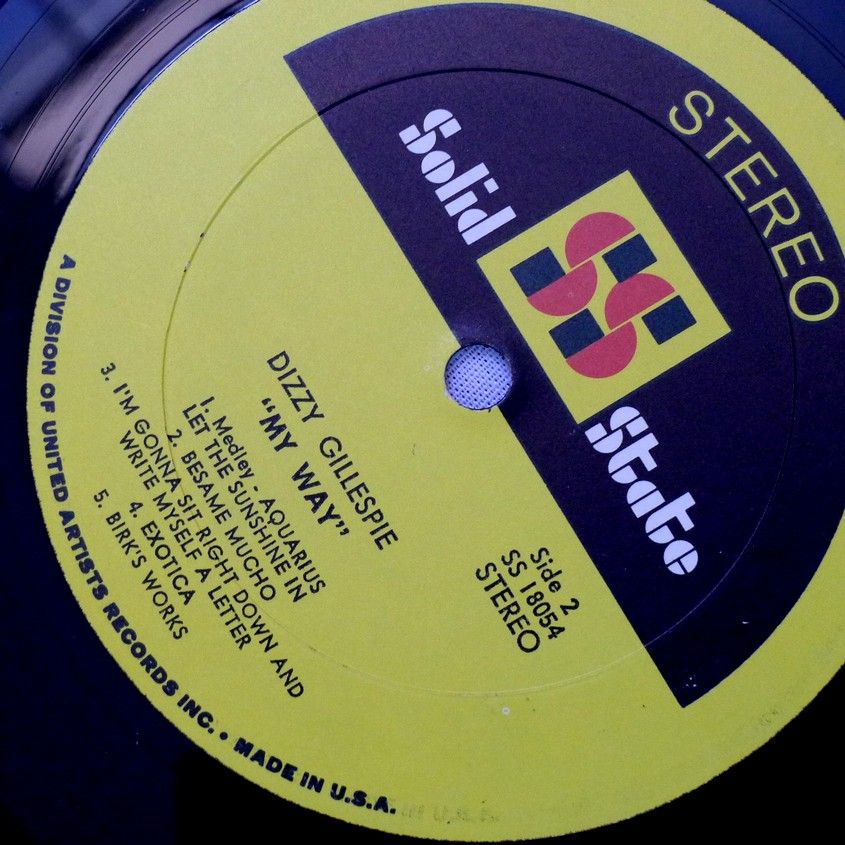 STEREO
Solid
SS
State
Side 2
SS 18054
STEREO
DIZZY GILLESPIE
"MY WAY"
1. Medley - AQUARIUS
LET THE SUNSHINE IN
2. BESAME MUCHO
3. I'M GONNA SIT RIGHT DOWN AND
WRITE MYSELF A LETTER
4. EXOTICA
5. BIRK'S WORKS
A DIVISION OF UNITED ARTISTS RECORDS INC. • MADE IN U.S.A.